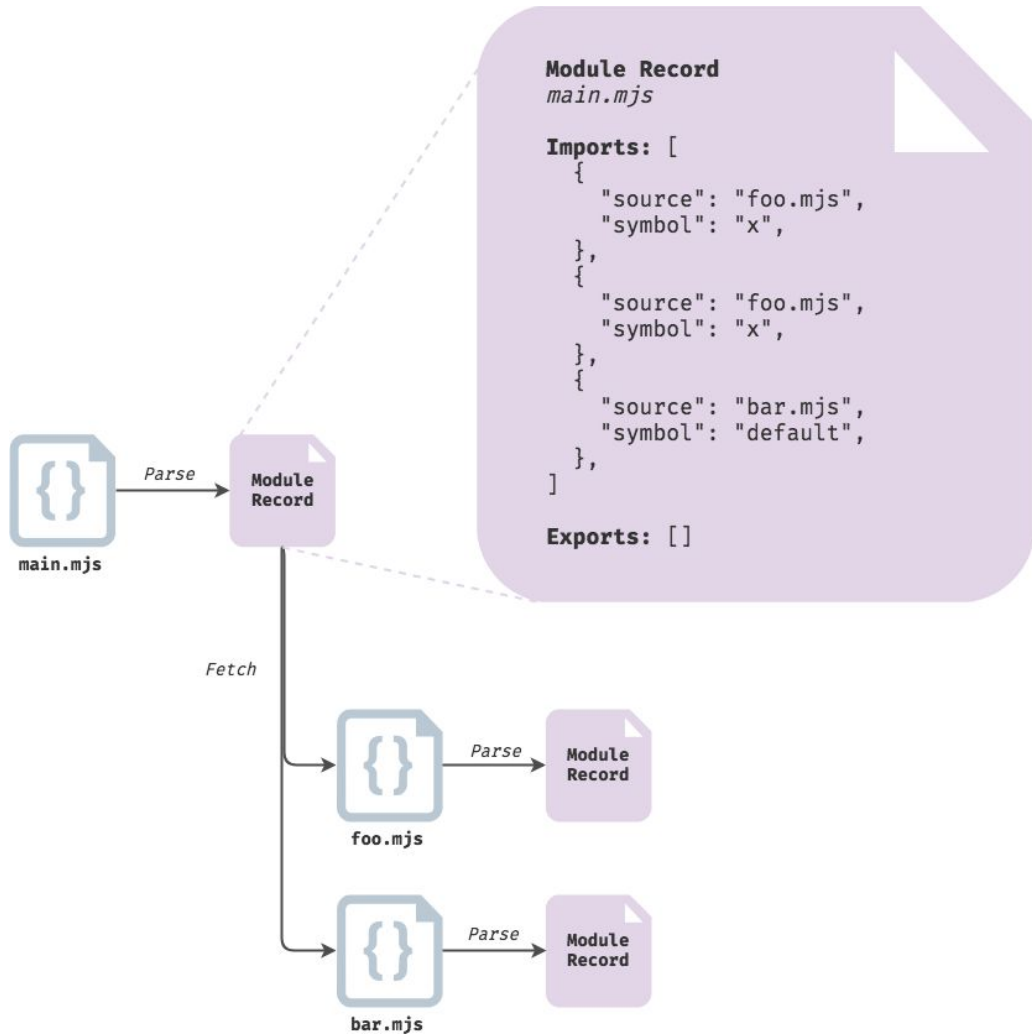 Module Record
main.mjs
Imports: [
{
"source": "foo.mjs",
"symbol": "x",
},
{
"source": "foo.mjs",
"symbol": "x",
},
{
"source": "bar.mjs",
"symbol": "default",
},
]
Exports: []
Parse
Module
Record
main.mjs
Fetch
Parse
Module
Record
foo.mjs
Parse
Module
Record
bar.mjs